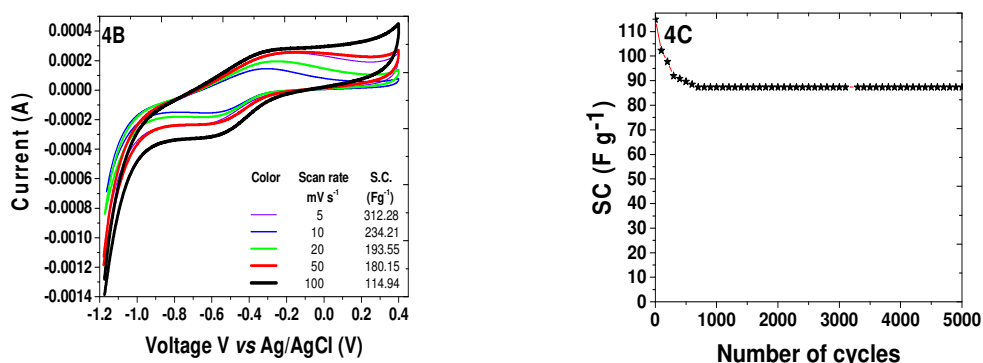 4B
0.0004
0.0002
0.0000
-0.0002
-0.0004
-0.0006
-0.0008
-0.0010
-0.0012
-0.0014
Current (A)
Color Scan rate S.C.
mV s⁻¹ (Fg⁻¹)
5 312.28
10 234.21
20 193.55
50 180.15
100 114.94
-1.2 -1.0 -0.8 -0.6 -0.4 -0.2 0.0 0.2 0.4
Voltage V vs Ag/AgCl (V)
4C
110
100
90
80
70
60
50
40
30
20
10
0
SC (F g-¹)
0 1000 2000 3000 4000 5000
Number of cycles